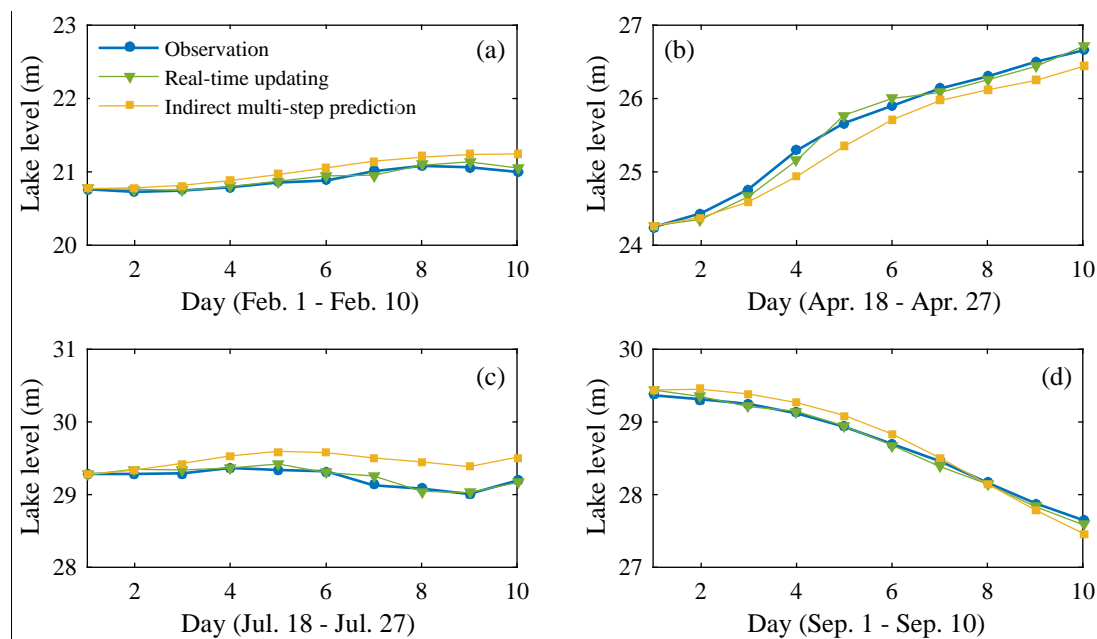 23
22
21
20
Lake level (m)
Observation
Real-time updating
Indirect multi-step prediction
(a)
2 4 6 8 10
Day (Feb. 1 - Feb. 10)
27
26
25
24
Lake level (m)
(b)
2 4 6 8 10
Day (Apr. 18 - Apr. 27)
31
30
29
28
Lake level (m)
(c)
2 4 6 8 10
Day (Jul. 18 - Jul. 27)
30
29
28
27
Lake level (m)
(d)
2 4 6 8 10
Day (Sep. 1 - Sep. 10)